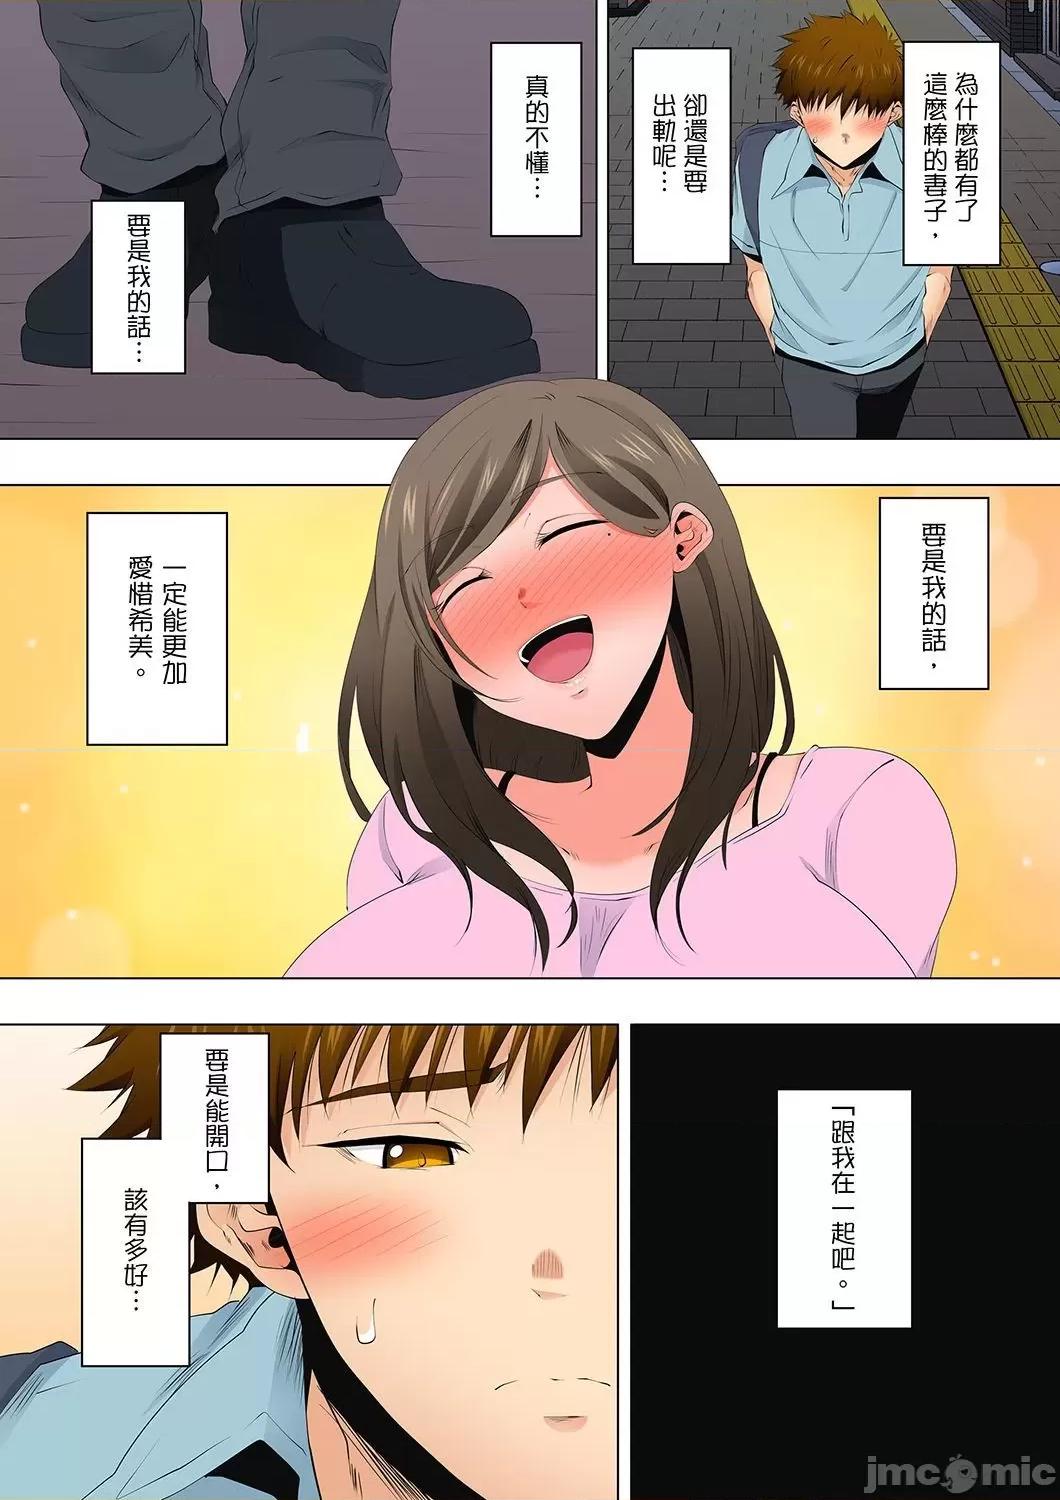 為什麼都有了
這麼棒的妻子，
卻還是要
出軌呢…
真的不懂…
要是我的話…
要是我的話，
一定能更加
愛惜希美。
「跟我在一起吧。」
要是能開口，
該有多好…
jmcomic